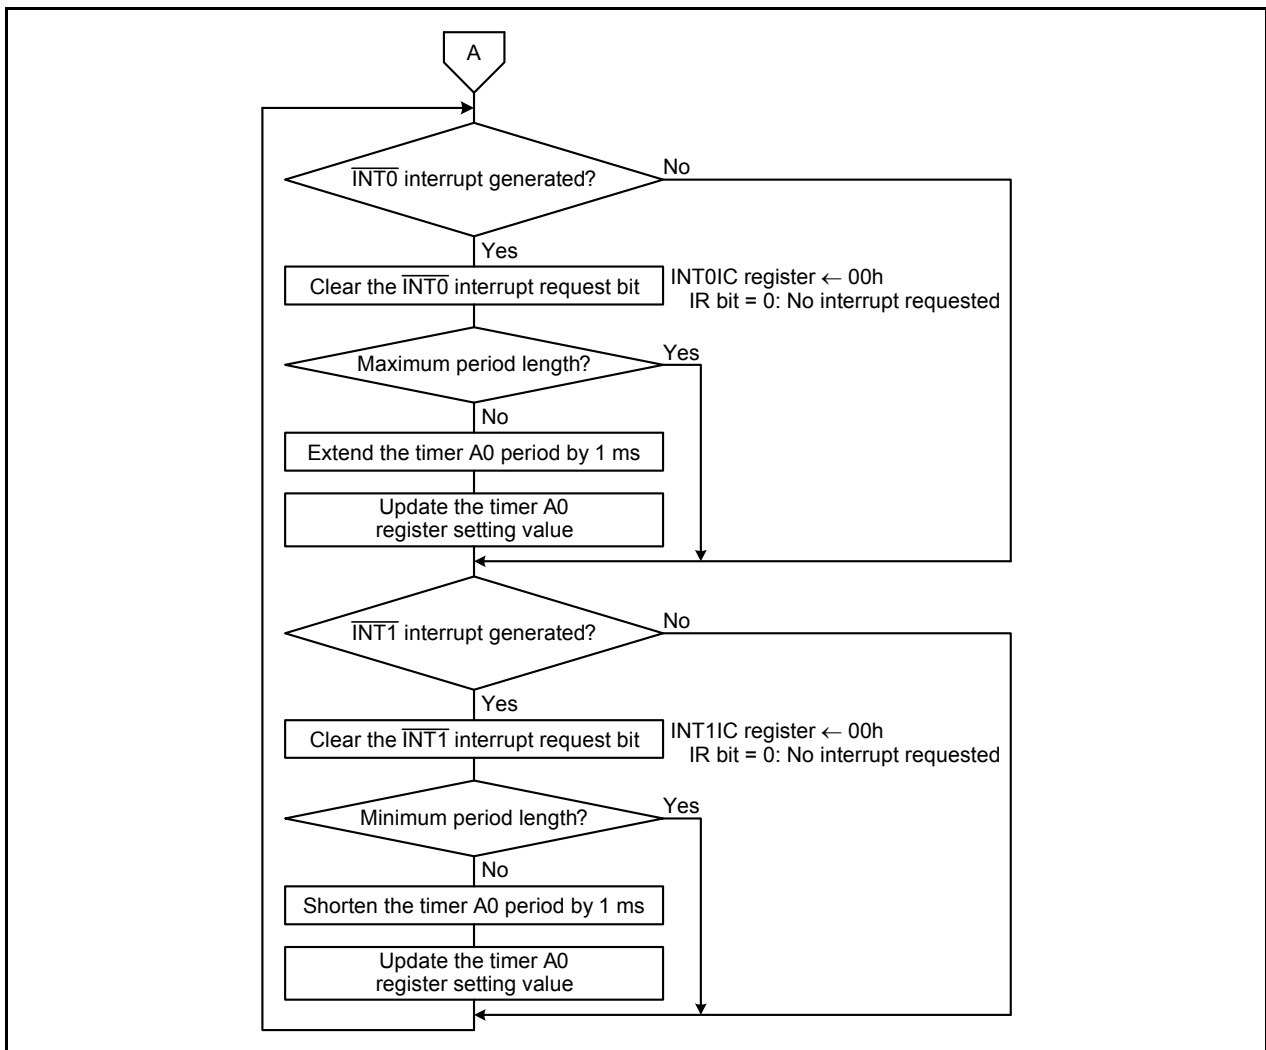 A
INT0 interrupt generated?
No
Yes
Clear the INT0 interrupt request bit
INT0IC register ← 00h
IR bit = 0: No interrupt requested
Maximum period length?
Yes
No
Extend the timer A0 period by 1 ms
Update the timer A0
register setting value
INT1 interrupt generated?
No
Yes
Clear the INT1 interrupt request bit
INT1IC register ← 00h
IR bit = 0: No interrupt requested
Minimum period length?
Yes
No
Shorten the timer A0 period by 1 ms
Update the timer A0
register setting value